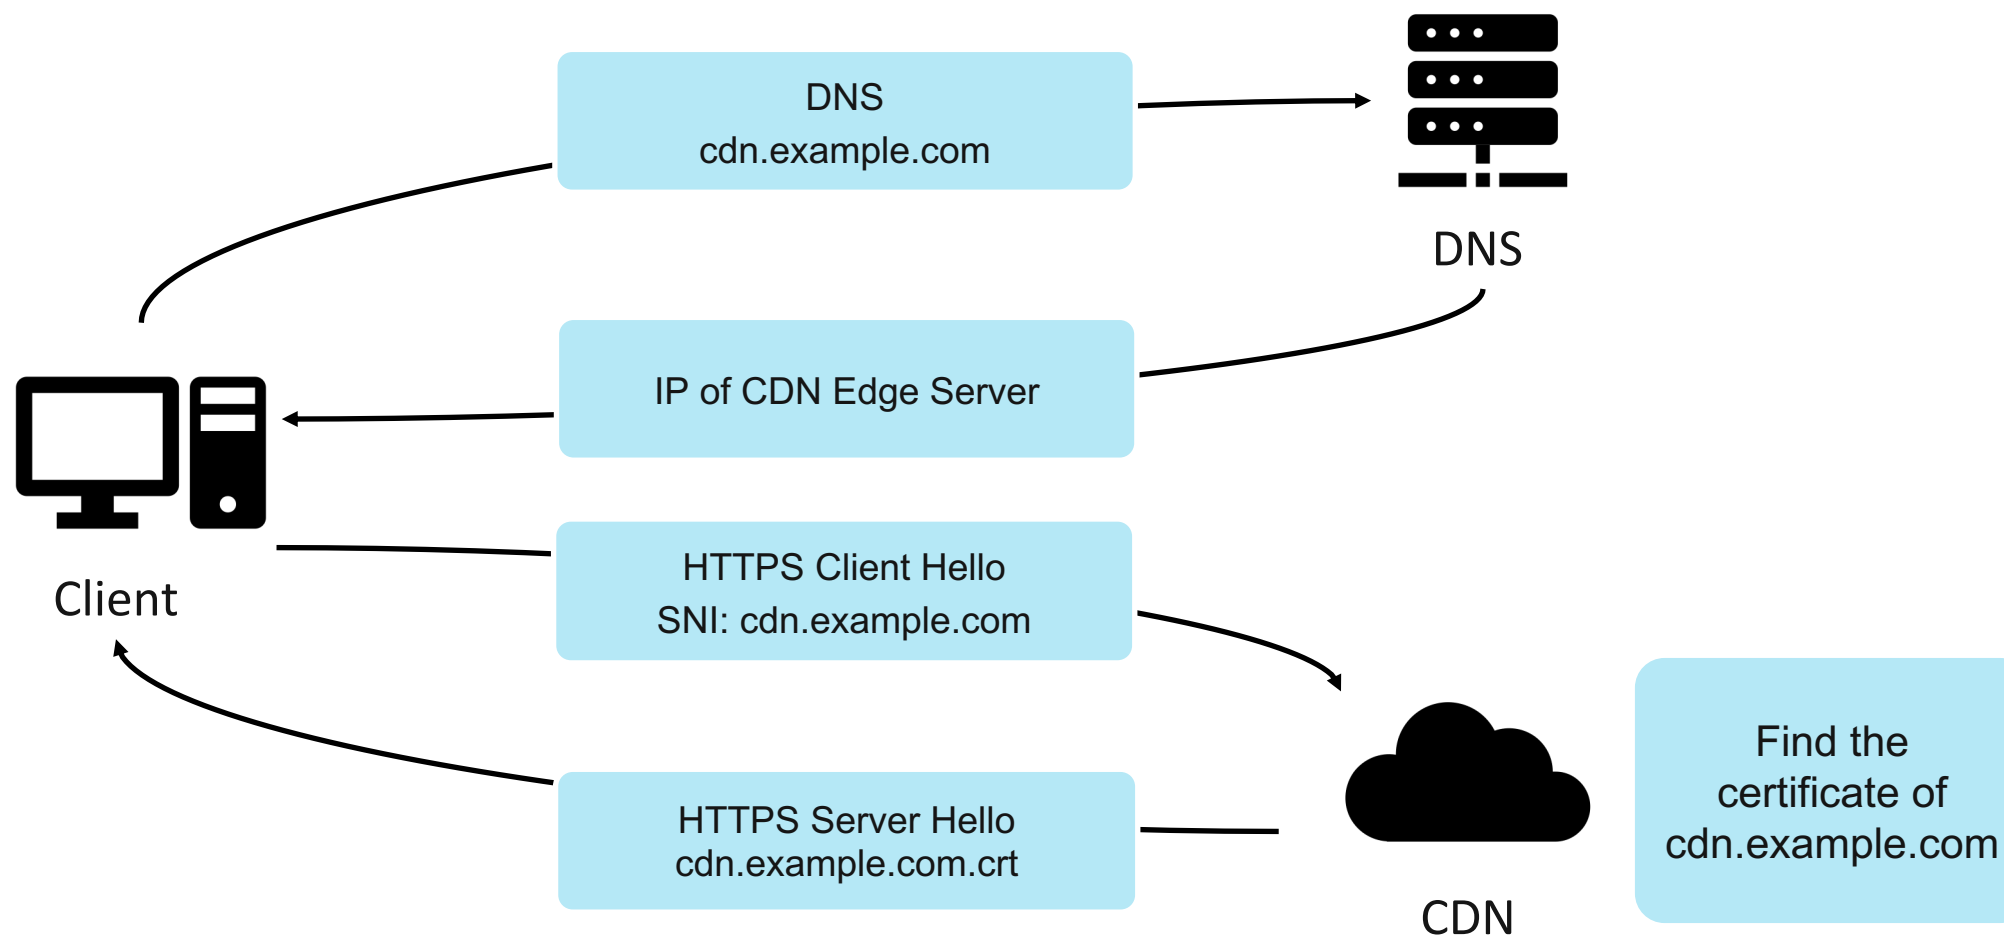 DNS
cdn.example.com
DNS
IP of CDN Edge Server
HTTPS Client Hello
SNI: cdn.example.com
Client
HTTPS Server Hello
cdn.example.com.crt
CDN
Find the
certificate of
cdn.example.com